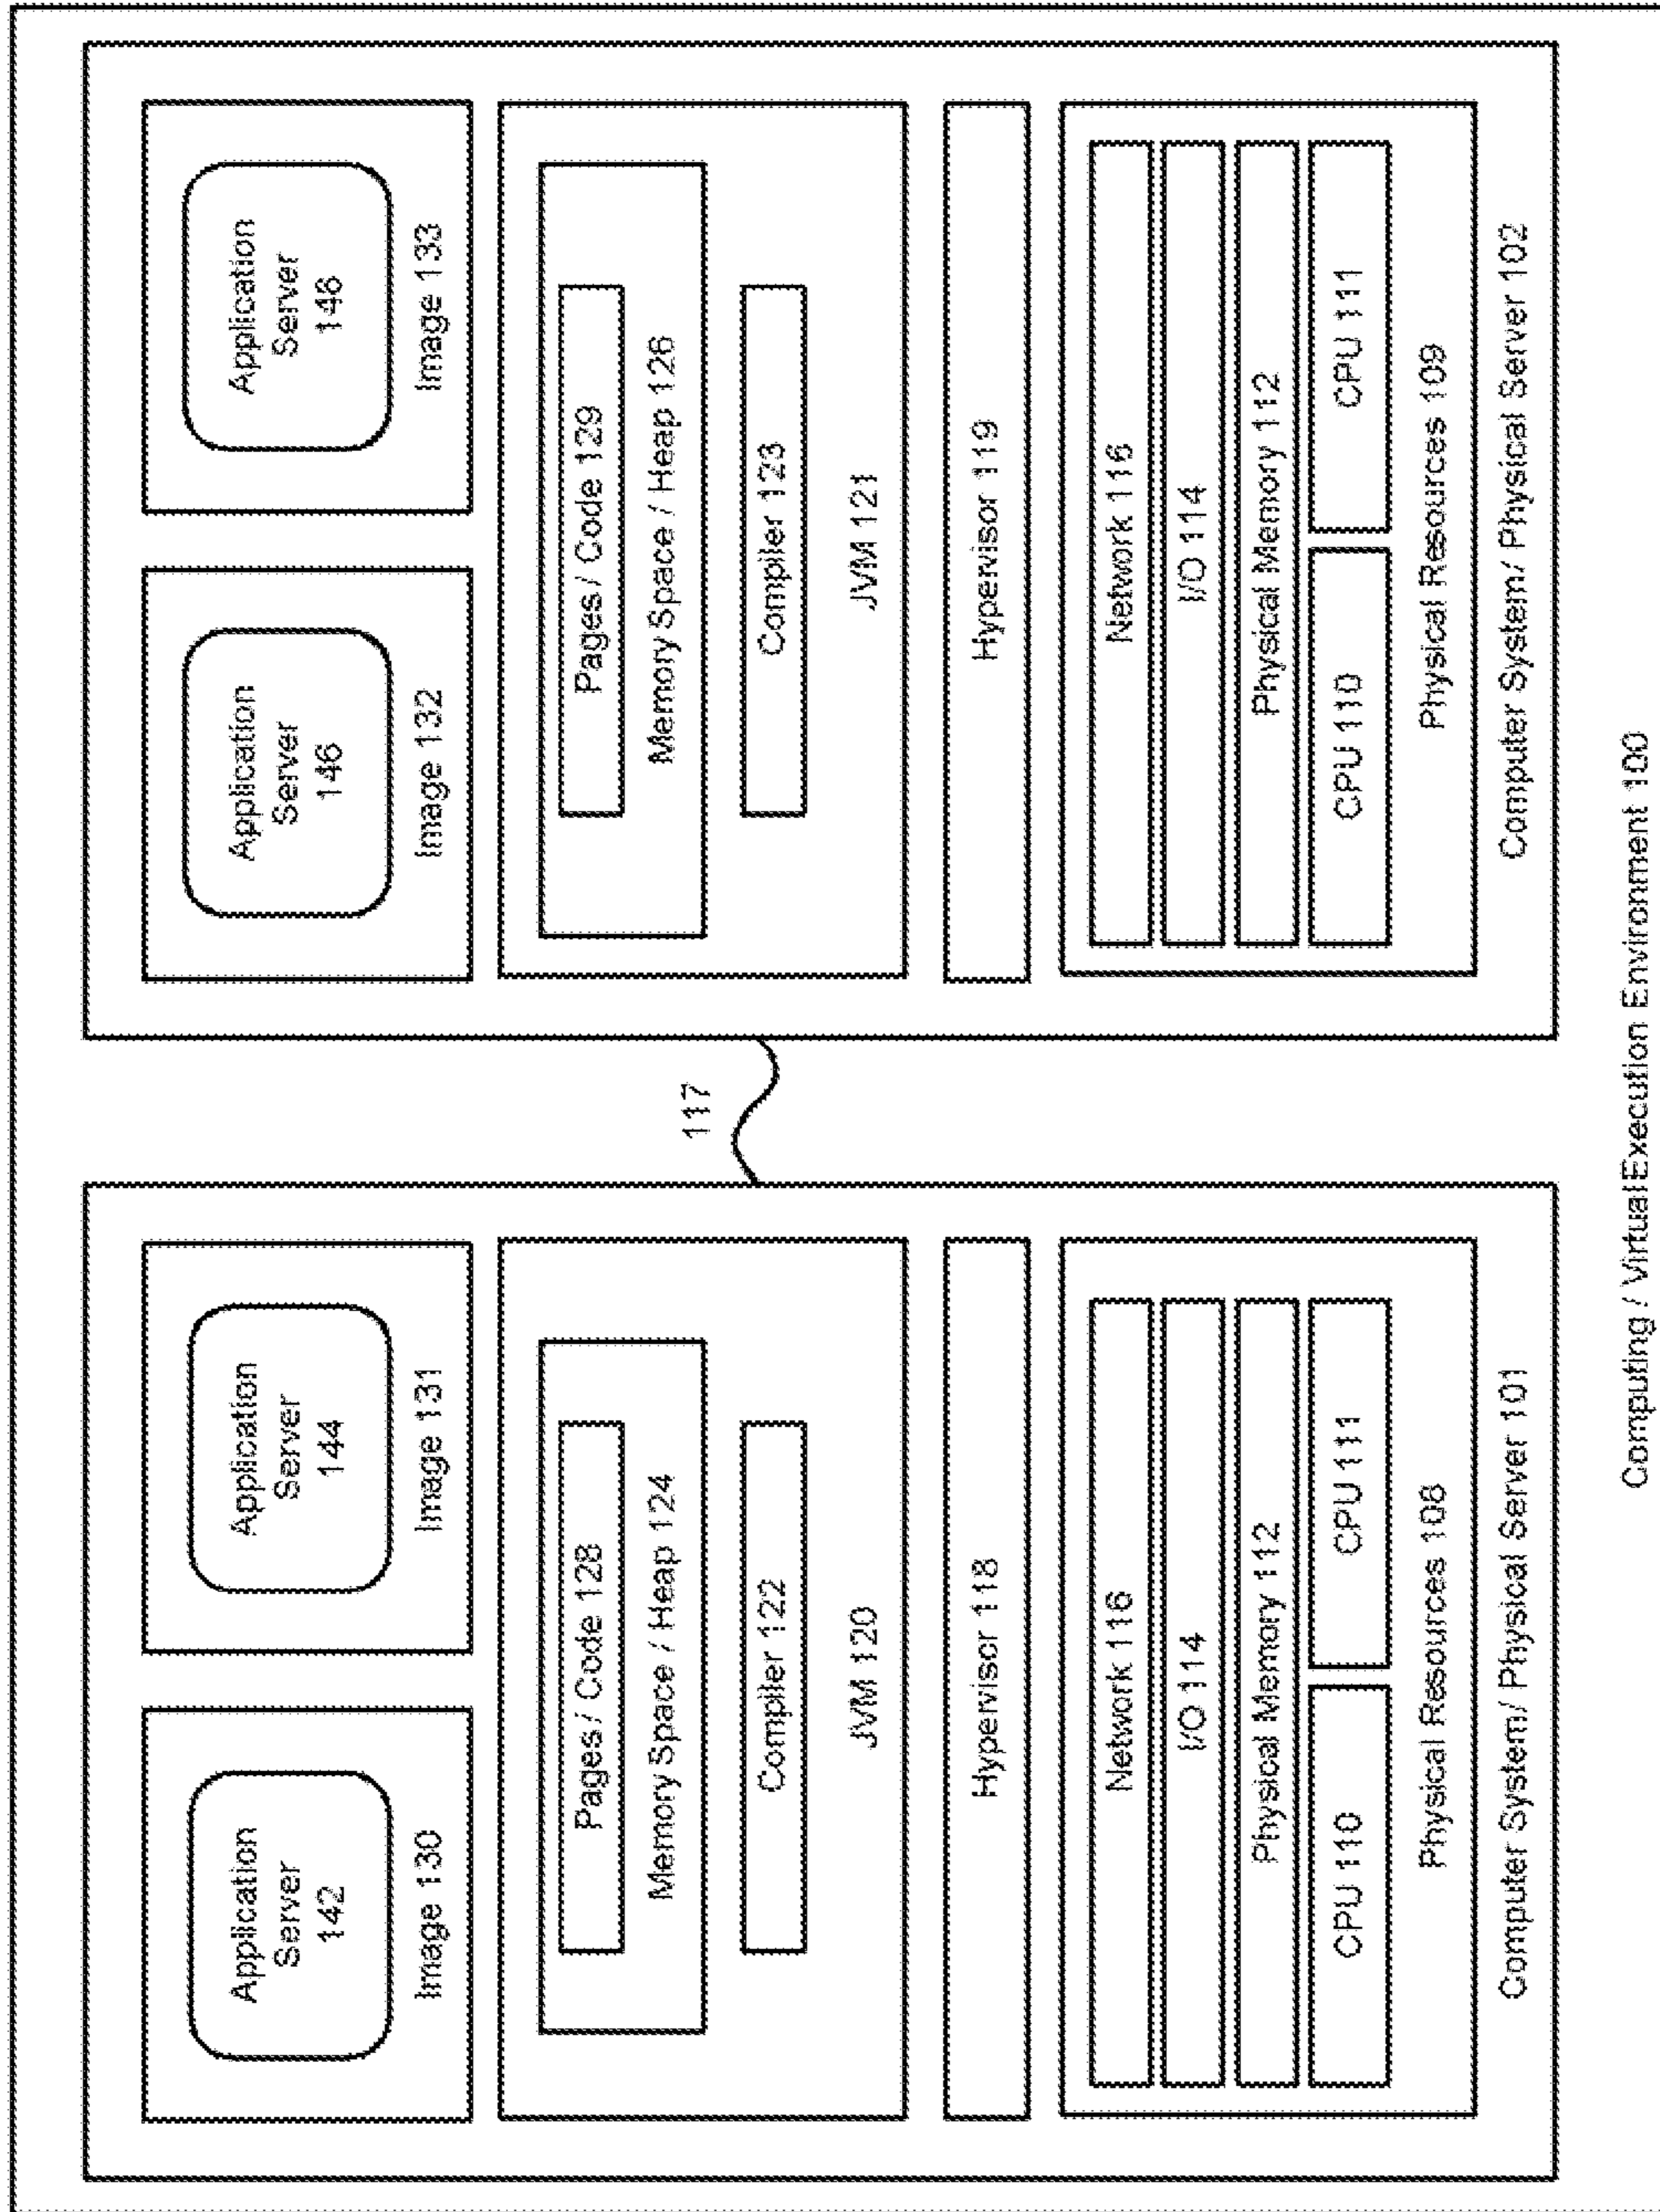 Application
Server
142
Image 130
Application
Server
144
Image 131
Pages/ Code 128
Memory Space / Heap 124
Compiler 122
JVM 120
Hypervisor 118
Network 116
I/O 114
Physical Memory 112
CPU 110
CPU 111
Physical Resources 108
Computer System/ Physical Server 101
117
Application
Server
146
Image 132
Application
Server
Image 133
Pages/ Code 129
Memory Space / Heap 126
Compiler 123
JVM 121
Hypervisor 119
Network 116
I/O 114
Physical Memory 112
CPU 110
CPU 111
Physical Resources 109
Computer System/ Physical Server 102
Computing / Virtual Execution Environment 100